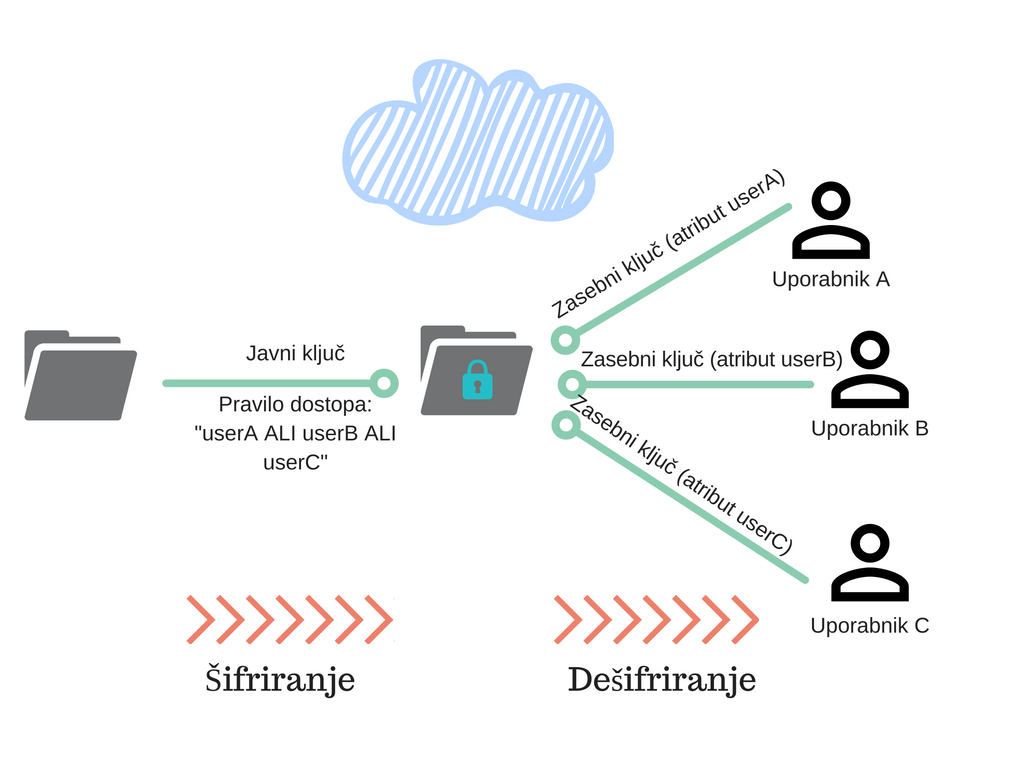 Zasebni ključ (atribut userA)
Uporabnik A
Javni ključ
Pravilo dostopa:
"userA ALI userB ALI
userC"
Zasebni ključ (atribut userB)
Uporabnik B
Zasebni ključ (atribut userC)
Uporabnik C
Šifriranje
Dešifriranje